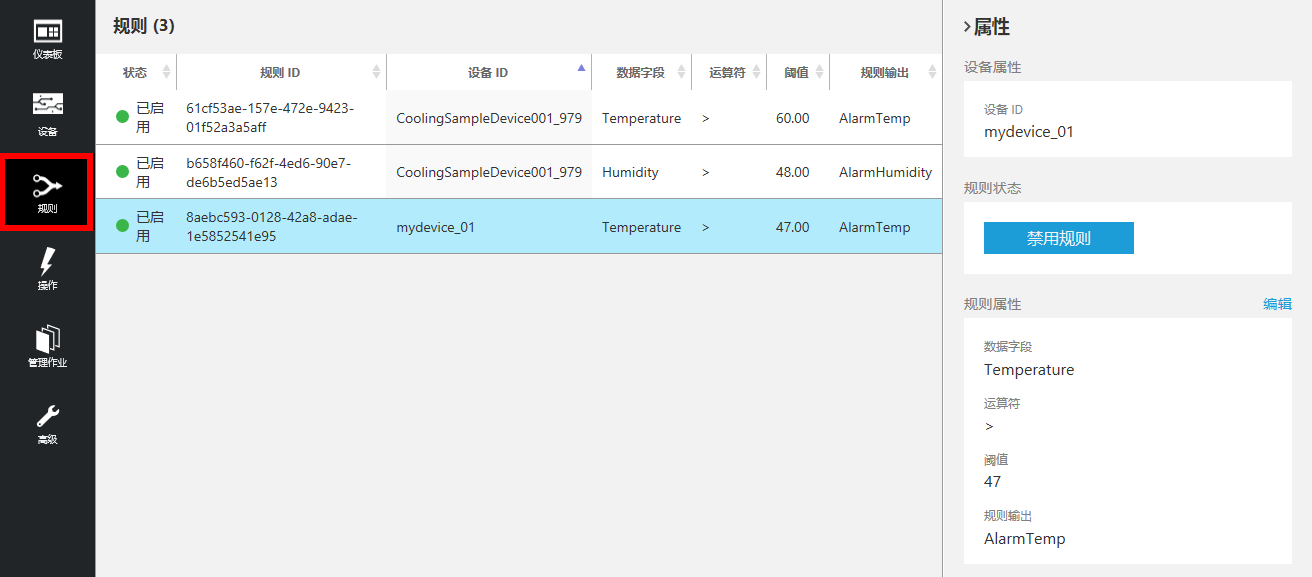 仪表板
设备
规则
操作
管理作业
高级
规则 (3)
状态 规则 ID 设备 ID 数据字段 运算符 阈值 规则输出
已启用 61cf53ae-157e-472e-9423-01f52a3a5aff CoolingSampleDevice001_979 Temperature > 60.00 AlarmTemp
已启用 b658f460-f62f-4ed6-90e7-de6b5ed5ae13 CoolingSampleDevice001_979 Humidity > 48.00 AlarmHumidity
已启用 8aebc593-0128-42a8-adae-1e5852541e95 mydevice_01 Temperature > 47.00 AlarmTemp
属性
设备属性
设备 ID
mydevice_01
规则状态
禁用规则
规则属性 编辑
数据字段
Temperature
运算符
>
阈值
47
规则输出
AlarmTemp